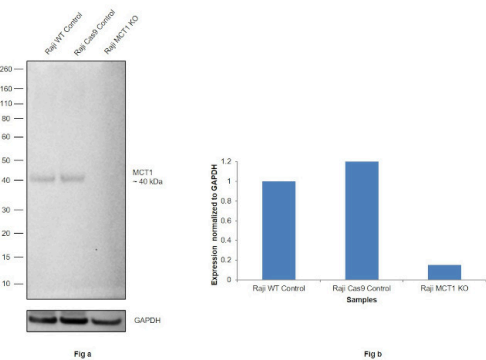 Raji WT Control
Raji Cas9 Control
Raji MCT1 KO
260
160
110
80
60
50
40
30
20
15
10
MCT1
~ 40 kDa
GAPDH
Fig a
Expression normalized to GAPDH
1.2
1
0.8
0.6
0.4
0.2
0
Raji WT Control
Raji Cas9 Control
Raji MCT1 KO
Samples
Fig b